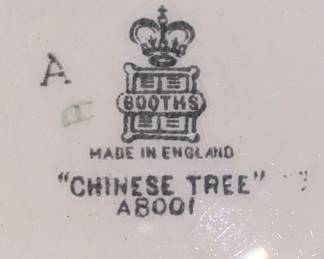 A
BOOTHS
MADE IN ENGLAND
"CHINESE TREE"
A8001